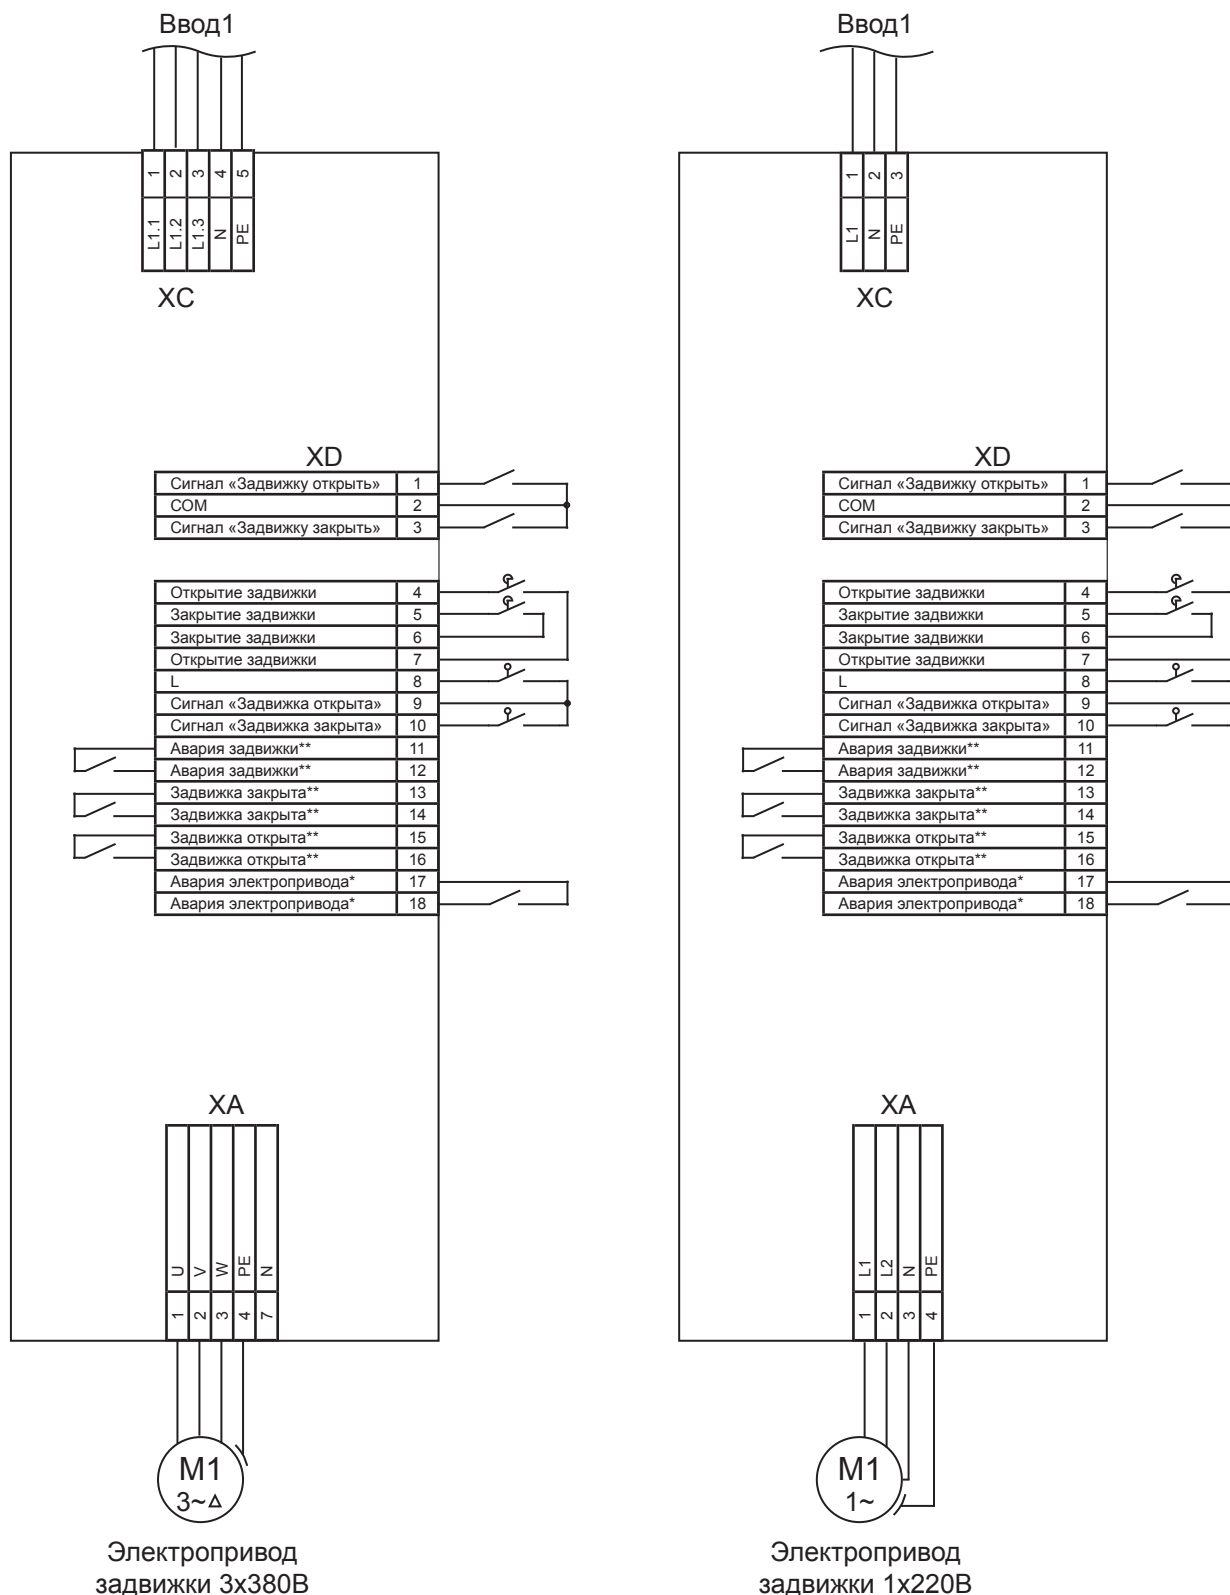 Ввод1
1
2
3
4
5
L1.1
L1.2
L1.3
N
PE
XC
XD
Сигнал «Задвижку открыть» 1
COM 2
Сигнал «Задвижку закрыть» 3
Открытие задвижки 4
Закрытие задвижки 5
Закрытие задвижки 6
Открытие задвижки 7
L 8
Сигнал «Задвижка открыта» 9
Сигнал «Задвижка закрыта» 10
Авария задвижки** 11
Авария задвижки** 12
Задвижка закрыта** 13
Задвижка закрыта** 14
Задвижка открыта** 15
Задвижка открыта** 16
Авария электропривода* 17
Авария электропривода* 18
XA
U
V
W
PE
N
1
2
3
4
7
M1
3~
Электропривод
задвижки 3х380В
Ввод1
1
2
3
L1
N
PE
XC
XD
Сигнал «Задвижку открыть» 1
COM 2
Сигнал «Задвижку закрыть» 3
Открытие задвижки 4
Закрытие задвижки 5
Закрытие задвижки 6
Открытие задвижки 7
L 8
Сигнал «Задвижка открыта» 9
Сигнал «Задвижка закрыта» 10
Авария задвижки** 11
Авария задвижки** 12
Задвижка закрыта** 13
Задвижка закрыта** 14
Задвижка открыта** 15
Задвижка открыта** 16
Авария электропривода* 17
Авария электропривода* 18
XA
L1
L2
N
PE
1
2
3
4
M1
1~
Электропривод
задвижки 1х220В